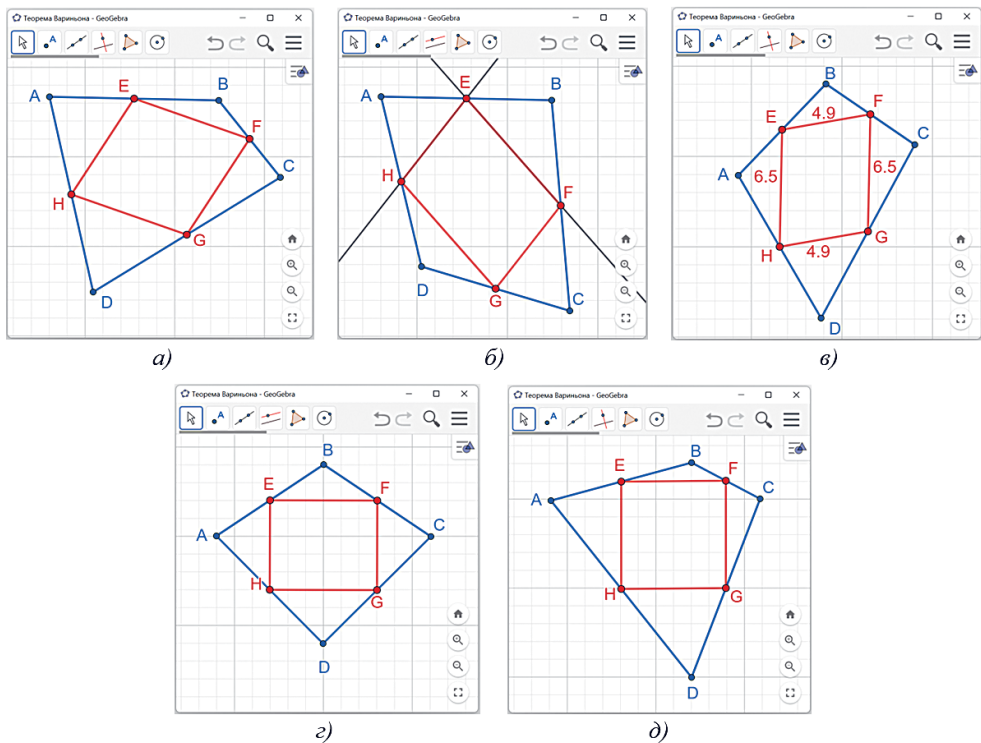 Теорема Вариньона - GeoGebra
A
A
E
B
F
C
H
G
D
а)
Теорема Вариньона - GeoGebra
A
A
E
B
H
F
D
G
C
б)
Теорема Вариньона - GeoGebra
A
B
E
F
4.9
C
A
6.5
6.5
H
G
4.9
D
в)
Теорема Вариньона - GeoGebra
A
B
E
F
A
C
H
G
D
г)
Теорема Вариньона - GeoGebra
A
B
E
F
A
C
H
G
D
д)